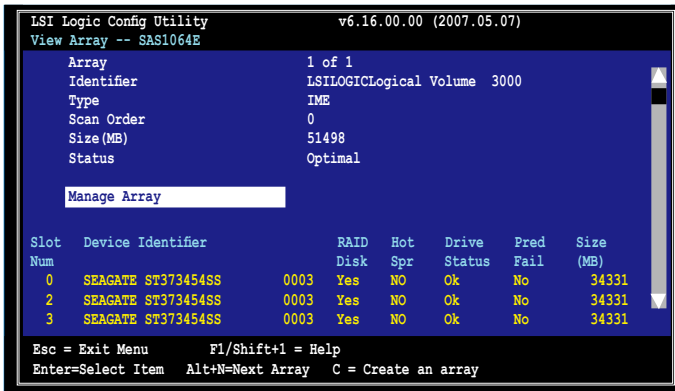 LSI Logic Config Utility v6.16.00.00 (2007.05.07)
View Array -- SAS1064E
Array 1 of 1
Identifier LSILOGICLogical Volume 3000
Type IME
Scan Order 0
Size(MB) 51498
Status Optimal
Manage Array
Slot Device Identifier RAID Hot Drive Pred Size
Num Disk Spr Status Fail (MB)
0 SEAGATE ST373454SS 0003 Yes NO Ok No 34331
2 SEAGATE ST373454SS 0003 Yes NO Ok No 34331
3 SEAGATE ST373454SS 0003 Yes NO Ok No 34331
Esc = Exit Menu F1/Shift+1 = Help
Enter=Select Item Alt+N=Next Array C = Create an array